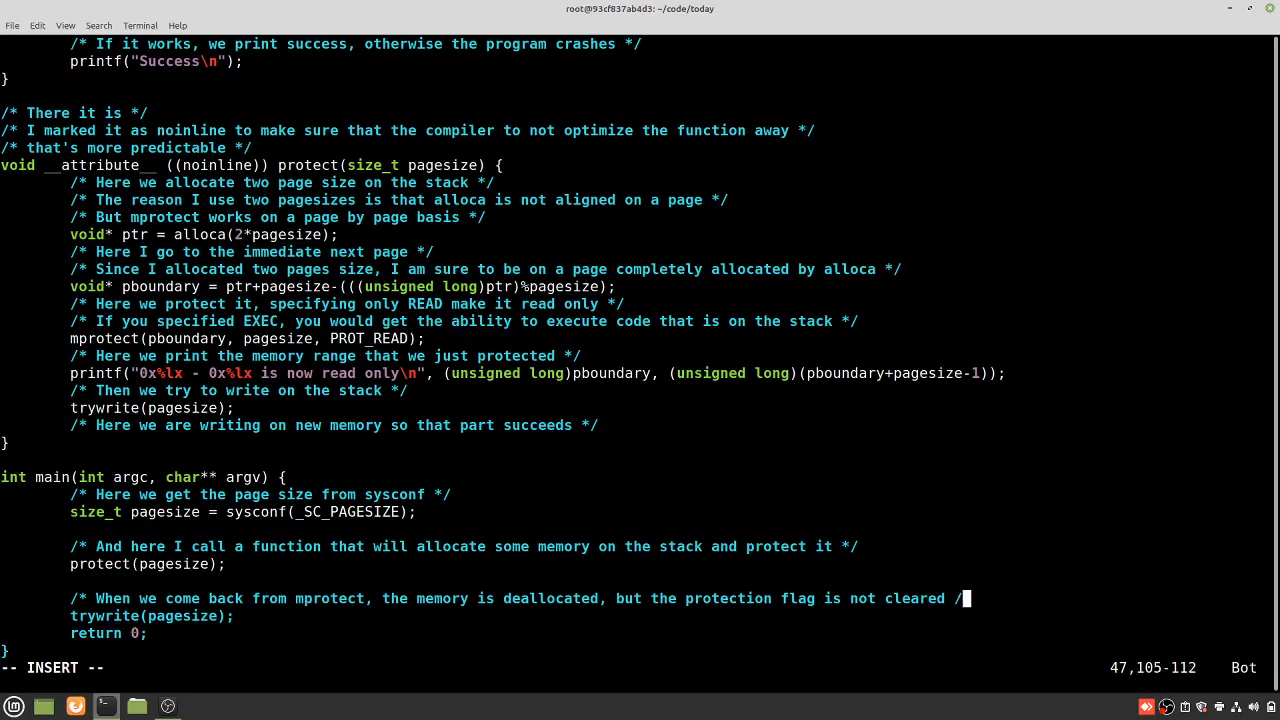 root@93cf837ab4d3: ~/code/today
File Edit View Search Terminal Help
/* If it works, we print success, otherwise the program crashes */
printf("Success\n");
}
/* There it is */
/* I marked it as noinline to make sure that the compiler to not optimize the function away */
/* that's more predictable */
void __attribute__ ((noinline)) protect(size_t pagesize) {
/* Here we allocate two page size on the stack */
/* The reason I use two pagesizes is that alloca is not aligned on a page */
/* But mprotect works on a page by page basis */
void* ptr = alloca(2*pagesize);
/* Here I go to the immediate next page */
/* Since I allocated two pages size, I am sure to be on a page completely allocated by alloca */
void* pboundary = ptr+pagesize-(((unsigned long)ptr)%pagesize);
/* Here we protect it, specifying only READ make it read only */
/* If you specified EXEC, you would get the ability to execute code that is on the stack */
mprotect(pboundary, pagesize, PROT_READ);
/* Here we print the memory range that we just protected */
printf("0x%lx - 0x%lx is now read only\n", (unsigned long)pboundary, (unsigned long)(pboundary+pagesize-1));
/* Then we try to write on the stack */
trywrite(pagesize);
/* Here we are writing on new memory so that part succeeds */
}
int main(int argc, char** argv) {
/* Here we get the page size from sysconf */
size_t pagesize = sysconf(_SC_PAGESIZE);
/* And here I call a function that will allocate some memory on the stack and protect it */
protect(pagesize);
/* When we come back from mprotect, the memory is deallocated, but the protection flag is not cleared /
trywrite(pagesize);
return 0;
}
-- INSERT -- 47,105-112 Bot